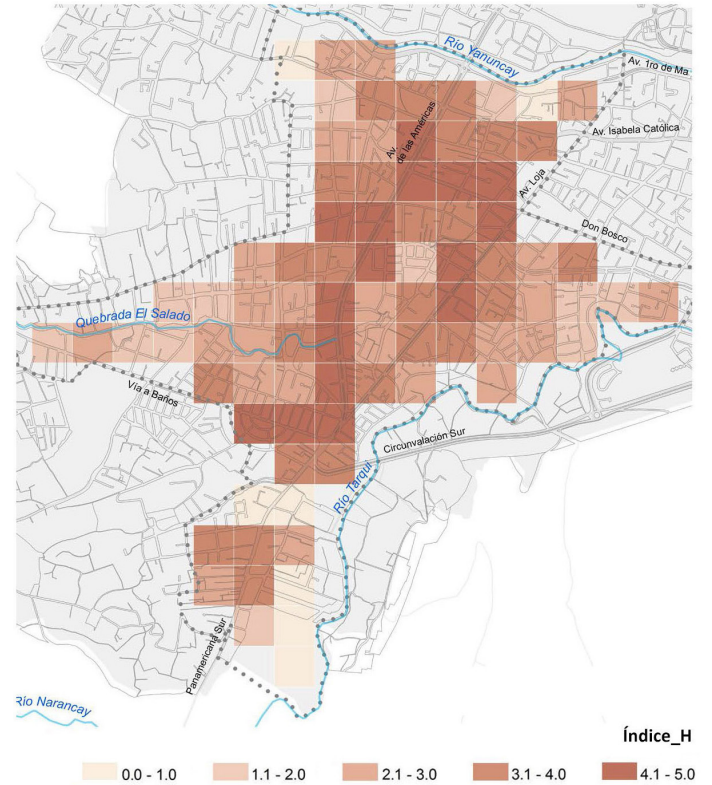 Río Yanuncay
Av. 1ro de Ma
Av.
de las Américas
Av. Isabela Católica
Av. Loja
Don Bosco
Quebrada El Salado
Vía a Baños
Circunvalación Sur
Río Tarqui
Panamericana Sur
Río Narancay
Índice_H
0.0 - 1.0
1.1 - 2.0
2.1 - 3.0
3.1 - 4.0
4.1 - 5.0